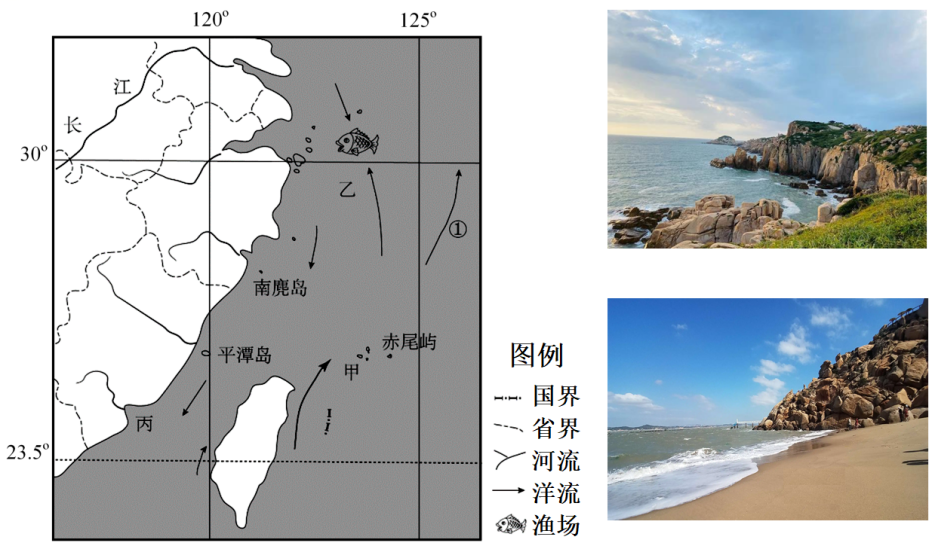 120°
125°
江
长
30°
乙
①
南麂岛
赤尾屿
平潭岛
甲
丙
23.5°
图例
国界
省界
河流
洋流
渔场